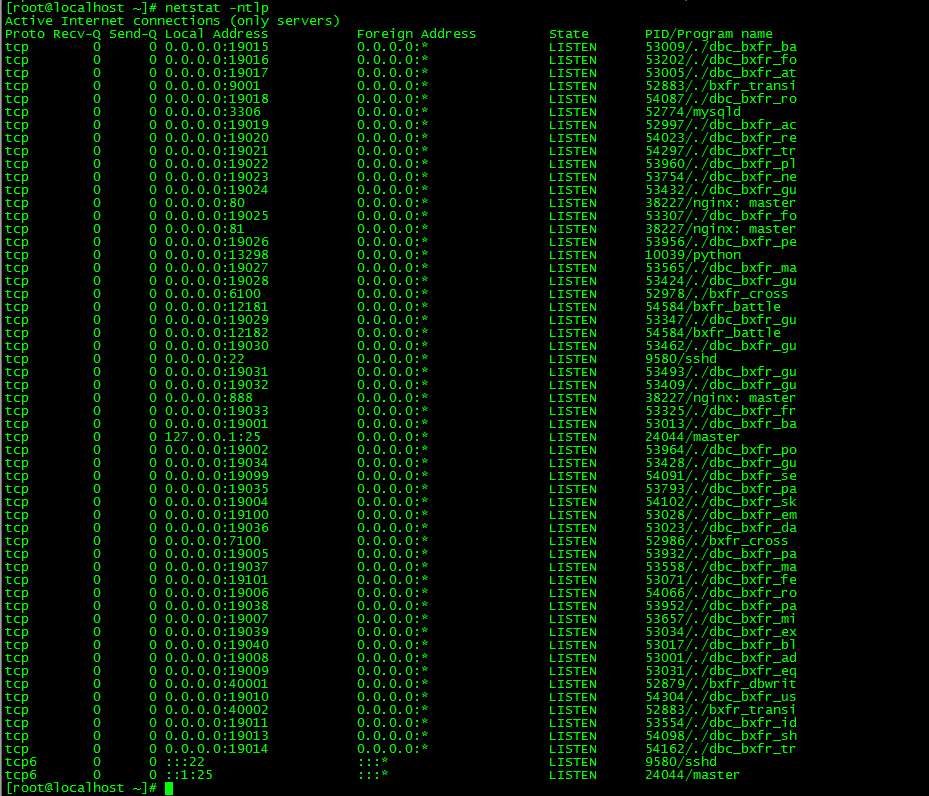 [root@localhost ~]# netstat -ntlp
Active Internet connections (only servers)
Proto Recv-Q Send-Q Local Address           Foreign Address         State       PID/Program name
tcp        0      0 0.0.0.0:19015           0.0.0.0:*               LISTEN      53009/./dbc_bxfr_ba
tcp        0      0 0.0.0.0:19016           0.0.0.0:*               LISTEN      53202/./dbc_bxfr_fo
tcp        0      0 0.0.0.0:19017           0.0.0.0:*               LISTEN      53005/./dbc_bxfr_at
tcp        0      0 0.0.0.0:9001            0.0.0.0:*               LISTEN      52883/./bxfr_transi
tcp        0      0 0.0.0.0:19018           0.0.0.0:*               LISTEN      54087/./dbc_bxfr_ro
tcp        0      0 0.0.0.0:3306            0.0.0.0:*               LISTEN      52774/mysqld
tcp        0      0 0.0.0.0:19019           0.0.0.0:*               LISTEN      52997/./dbc_bxfr_ac
tcp        0      0 0.0.0.0:19020           0.0.0.0:*               LISTEN      54023/./dbc_bxfr_re
tcp        0      0 0.0.0.0:19021           0.0.0.0:*               LISTEN      54297/./dbc_bxfr_tr
tcp        0      0 0.0.0.0:19022           0.0.0.0:*               LISTEN      53960/./dbc_bxfr_pl
tcp        0      0 0.0.0.0:19023           0.0.0.0:*               LISTEN      53754/./dbc_bxfr_ne
tcp        0      0 0.0.0.0:19024           0.0.0.0:*               LISTEN      53432/./dbc_bxfr_gu
tcp        0      0 0.0.0.0:80              0.0.0.0:*               LISTEN      38227/nginx: master
tcp        0      0 0.0.0.0:19025           0.0.0.0:*               LISTEN      53307/./dbc_bxfr_fo
tcp        0      0 0.0.0.0:81              0.0.0.0:*               LISTEN      38227/nginx: master
tcp        0      0 0.0.0.0:19026           0.0.0.0:*               LISTEN      53956/./dbc_bxfr_pe
tcp        0      0 0.0.0.0:13298           0.0.0.0:*               LISTEN      10039/python
tcp        0      0 0.0.0.0:19027           0.0.0.0:*               LISTEN      53565/./dbc_bxfr_ma
tcp        0      0 0.0.0.0:19028           0.0.0.0:*               LISTEN      53424/./dbc_bxfr_gu
tcp        0      0 0.0.0.0:6100            0.0.0.0:*               LISTEN      52978/./bxfr_cross
tcp        0      0 0.0.0.0:12181           0.0.0.0:*               LISTEN      54584/bxfr_battle
tcp        0      0 0.0.0.0:19029           0.0.0.0:*               LISTEN      53347/./dbc_bxfr_gu
tcp        0      0 0.0.0.0:12182           0.0.0.0:*               LISTEN      54584/bxfr_battle
tcp        0      0 0.0.0.0:19030           0.0.0.0:*               LISTEN      53462/./dbc_bxfr_gu
tcp        0      0 0.0.0.0:22              0.0.0.0:*               LISTEN      9580/sshd
tcp        0      0 0.0.0.0:19031           0.0.0.0:*               LISTEN      53493/./dbc_bxfr_gu
tcp        0      0 0.0.0.0:19032           0.0.0.0:*               LISTEN      53409/./dbc_bxfr_gu
tcp        0      0 0.0.0.0:888             0.0.0.0:*               LISTEN      38227/nginx: master
tcp        0      0 0.0.0.0:19033           0.0.0.0:*               LISTEN      53325/./dbc_bxfr_fr
tcp        0      0 0.0.0.0:19001           0.0.0.0:*               LISTEN      53013/./dbc_bxfr_ba
tcp        0      0 127.0.0.1:25            0.0.0.0:*               LISTEN      24044/master
tcp        0      0 0.0.0.0:19002           0.0.0.0:*               LISTEN      53964/./dbc_bxfr_po
tcp        0      0 0.0.0.0:19034           0.0.0.0:*               LISTEN      53428/./dbc_bxfr_gu
tcp        0      0 0.0.0.0:19099           0.0.0.0:*               LISTEN      54091/./dbc_bxfr_se
tcp        0      0 0.0.0.0:19035           0.0.0.0:*               LISTEN      53793/./dbc_bxfr_pa
tcp        0      0 0.0.0.0:19004           0.0.0.0:*               LISTEN      54102/./dbc_bxfr_sk
tcp        0      0 0.0.0.0:19100           0.0.0.0:*               LISTEN      53028/./dbc_bxfr_em
tcp        0      0 0.0.0.0:19036           0.0.0.0:*               LISTEN      53023/./dbc_bxfr_da
tcp        0      0 0.0.0.0:7100            0.0.0.0:*               LISTEN      52986/./bxfr_cross
tcp        0      0 0.0.0.0:19005           0.0.0.0:*               LISTEN      53932/./dbc_bxfr_pa
tcp        0      0 0.0.0.0:19037           0.0.0.0:*               LISTEN      53558/./dbc_bxfr_ma
tcp        0      0 0.0.0.0:19101           0.0.0.0:*               LISTEN      53071/./dbc_bxfr_fe
tcp        0      0 0.0.0.0:19006           0.0.0.0:*               LISTEN      54066/./dbc_bxfr_ro
tcp        0      0 0.0.0.0:19038           0.0.0.0:*               LISTEN      53952/./dbc_bxfr_pa
tcp        0      0 0.0.0.0:19007           0.0.0.0:*               LISTEN      53657/./dbc_bxfr_mi
tcp        0      0 0.0.0.0:19039           0.0.0.0:*               LISTEN      53034/./dbc_bxfr_ex
tcp        0      0 0.0.0.0:19040           0.0.0.0:*               LISTEN      53017/./dbc_bxfr_bl
tcp        0      0 0.0.0.0:19008           0.0.0.0:*               LISTEN      53001/./dbc_bxfr_ad
tcp        0      0 0.0.0.0:19009           0.0.0.0:*               LISTEN      53031/./dbc_bxfr_eq
tcp        0      0 0.0.0.0:40001           0.0.0.0:*               LISTEN      52879/./bxfr_dbwrit
tcp        0      0 0.0.0.0:19010           0.0.0.0:*               LISTEN      54304/./dbc_bxfr_us
tcp        0      0 0.0.0.0:40002           0.0.0.0:*               LISTEN      52883/./bxfr_transi
tcp        0      0 0.0.0.0:19011           0.0.0.0:*               LISTEN      53554/./dbc_bxfr_id
tcp        0      0 0.0.0.0:19013           0.0.0.0:*               LISTEN      54098/./dbc_bxfr_sh
tcp        0      0 0.0.0.0:19014           0.0.0.0:*               LISTEN      54162/./dbc_bxfr_tr
tcp6       0      0 :::22                   :::*                    LISTEN      9580/sshd
tcp6       0      0 ::1:25                  :::*                    LISTEN      24044/master
[root@localhost ~]#